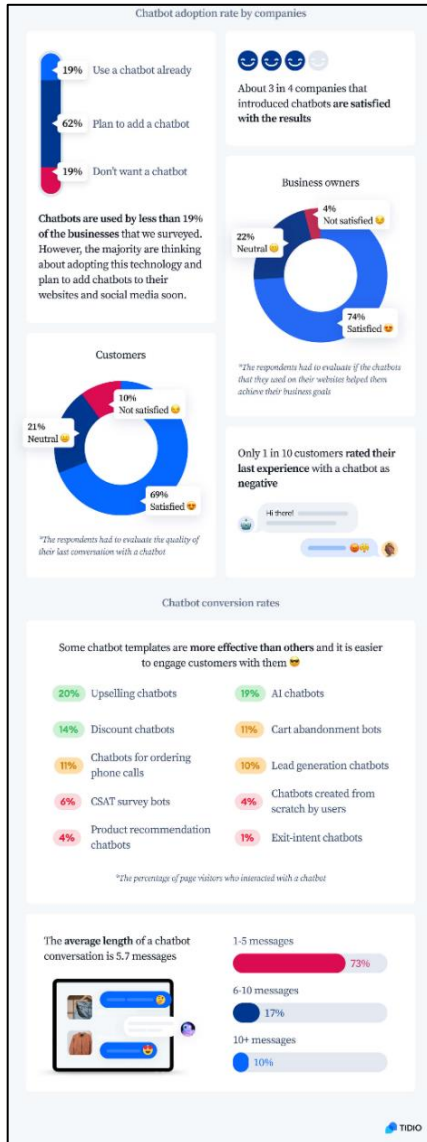 Chatbot adoption rate by companies
19% Use a chatbot already
62% Plan to add a chatbot
19% Don't want a chatbot
Chatbots are used by less than 19%
of the businesses that we surveyed.
However, the majority are thinking
about adopting this technology and
plan to add chatbots to their
websites and social media soon.
About 3 in 4 companies that
introduced chatbots are satisfied
with the results
Business owners
4%
Not satisfied
22%
Neutral
74%
Satisfied
*The respondents had to evaluate if the chatbots
that they used on their websites helped them
achieve their business goals
Customers
10%
Not satisfied
21%
Neutral
69%
Satisfied
*The respondents had to evaluate the quality of
their last conversation with a chatbot
Only 1 in 10 customers rated their
last experience with a chatbot as
negative
Hi there!
Chatbot conversion rates
Some chatbot templates are more effective than others and it is easier
to engage customers with them
20% Upselling chatbots
19% AI chatbots
14% Discount chatbots
11% Cart abandonment bots
11% Chatbots for ordering
phone calls
10% Lead generation chatbots
6% CSAT survey bots
4% Chatbots created from
scratch by users
4% Product recommendation
chatbots
1% Exit-intent chatbots
*The percentage of page visitors who interacted with a chatbot
The average length of a chatbot
conversation is 5.7 messages
1-5 messages
73%
6-10 messages
17%
10+ messages
10%
TIDIO